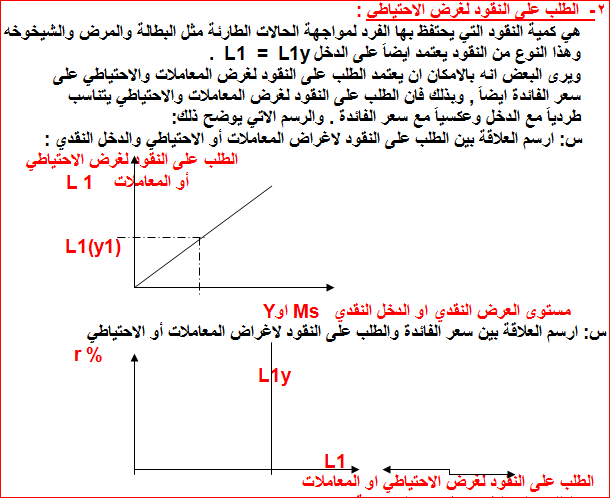 ٢- الطلب على النقود لغرض الاحتياطي :
هي كمية النقود التي يحتفظ بها الفرد لمواجهة الحالات الطارئة مثل البطالة والمرض والشيخوخه
وهذا النوع من النقود يعتمد ايضاَ على الدخل L1 = L1y .
ويرى البعض انه بالامكان ان يعتمد الطلب على النقود لغرض المعاملات والاحتياطي على
سعر الفائدة ايضاَ , وبذلك فان الطلب على النقود لغرض المعاملات والاحتياطي يتناسب
طردياَ مع الدخل وعكسياَ مع سعر الفائدة . والرسم الاتي يوضح ذلك:
س: ارسم العلاقة بين الطلب على النقود لاغراض المعاملات أو الاحتياطي والدخل النقدي :
الطلب على النقود لغرض الاحتياطي
أو المعاملات L 1
L1(y1)
مستوى العرض النقدي او الدخل النقدي Ms اوY
س: ارسم العلاقة بين سعر الفائدة والطلب على النقود لاغراض المعاملات أو الاحتياطي
r %
L1y
L1
الطلب على النقود لغرض الاحتياطي او المعاملات